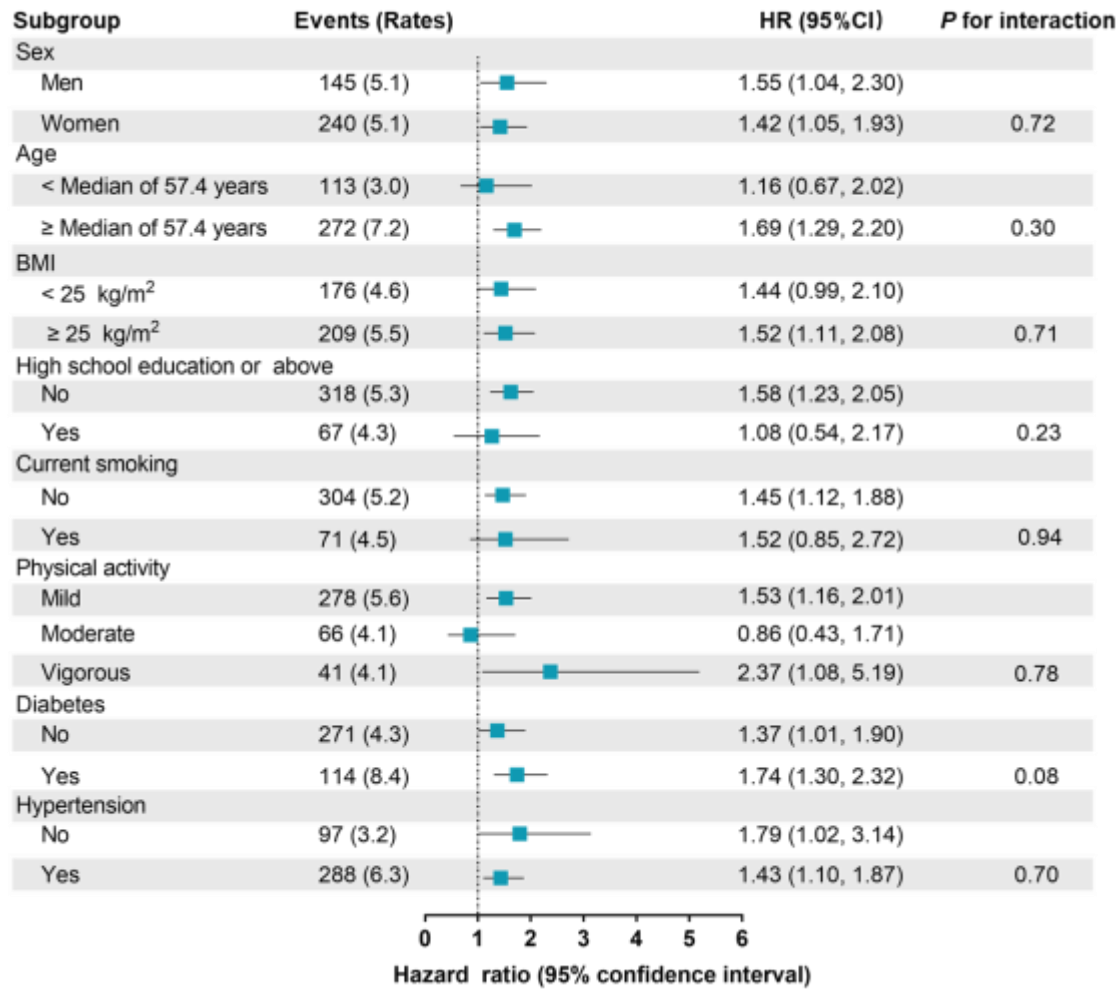 Subgroup Events (Rates) HR (95%CI) P for interaction
Sex
Men 145 (5.1) 1.55 (1.04, 2.30)
Women 240 (5.1) 1.42 (1.05, 1.93) 0.72
Age
< Median of 57.4 years 113 (3.0) 1.16 (0.67, 2.02)
≥ Median of 57.4 years 272 (7.2) 1.69 (1.29, 2.20) 0.30
BMI
< 25 kg/m² 176 (4.6) 1.44 (0.99, 2.10)
≥ 25 kg/m² 209 (5.5) 1.52 (1.11, 2.08) 0.71
High school education or above
No 318 (5.3) 1.58 (1.23, 2.05)
Yes 67 (4.3) 1.08 (0.54, 2.17) 0.23
Current smoking
No 304 (5.2) 1.45 (1.12, 1.88)
Yes 71 (4.5) 1.52 (0.85, 2.72) 0.94
Physical activity
Mild 278 (5.6) 1.53 (1.16, 2.01)
Moderate 66 (4.1) 0.86 (0.43, 1.71)
Vigorous 41 (4.1) 2.37 (1.08, 5.19) 0.78
Diabetes
No 271 (4.3) 1.37 (1.01, 1.90)
Yes 114 (8.4) 1.74 (1.30, 2.32) 0.08
Hypertension
No 97 (3.2) 1.79 (1.02, 3.14)
Yes 288 (6.3) 1.43 (1.10, 1.87) 0.70
0 1 2 3 4 5 6
Hazard ratio (95% confidence interval)